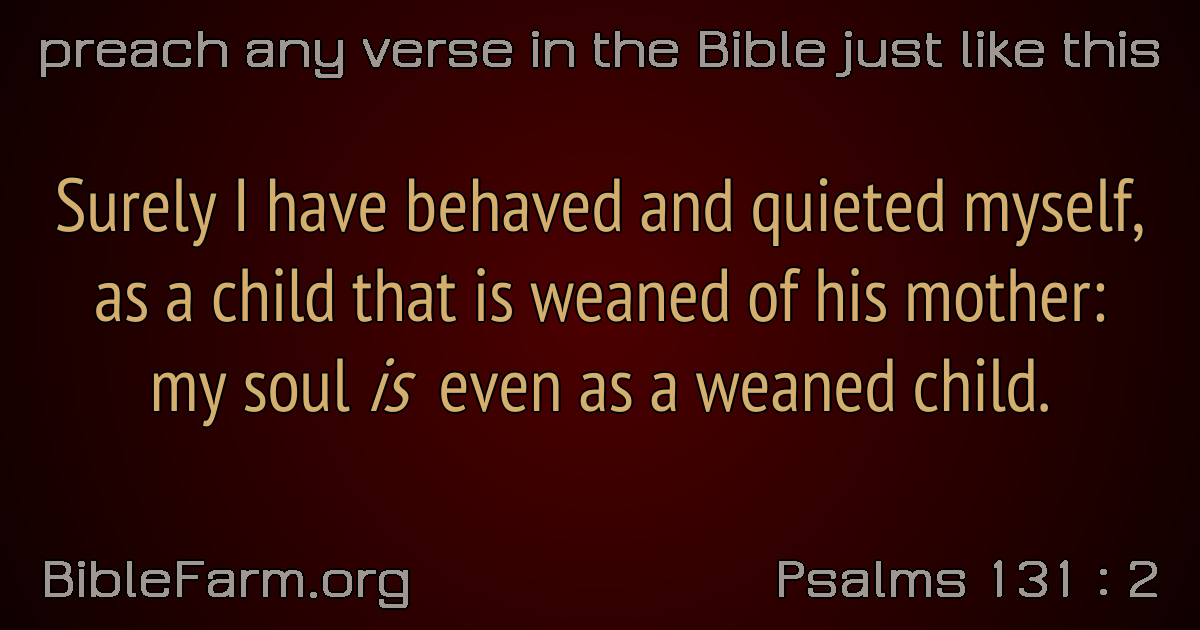 preach any verse in the Bible just like this
Surely I have behaved and quieted myself,
as a child that is weaned of his mother:
my soul is even as a weaned child.
BibleFarm.org
Psalms 131 : 2